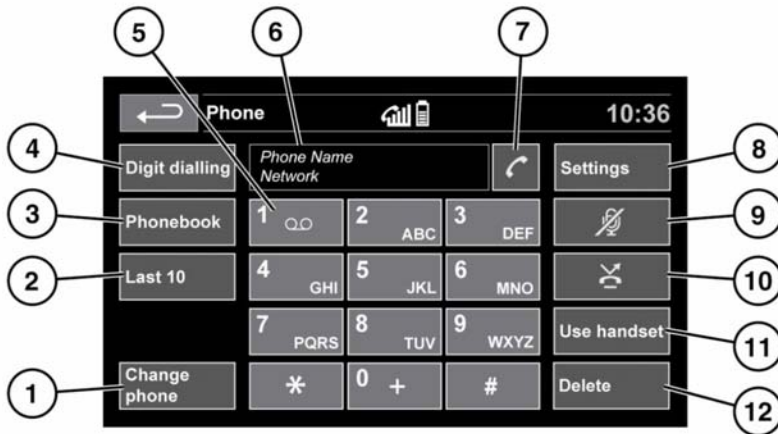 5
6
7
Phone
10:36
4
Digit dialling
Phone Name
Network
Settings
8
3
Phonebook
1
2 ABC
3 DEF
9
2
Last 10
4 GHI
5 JKL
6 MNO
10
7 PQRS
8 TUV
9 WXYZ
Use handset
11
1
Change
phone
*
0 +
#
Delete
12